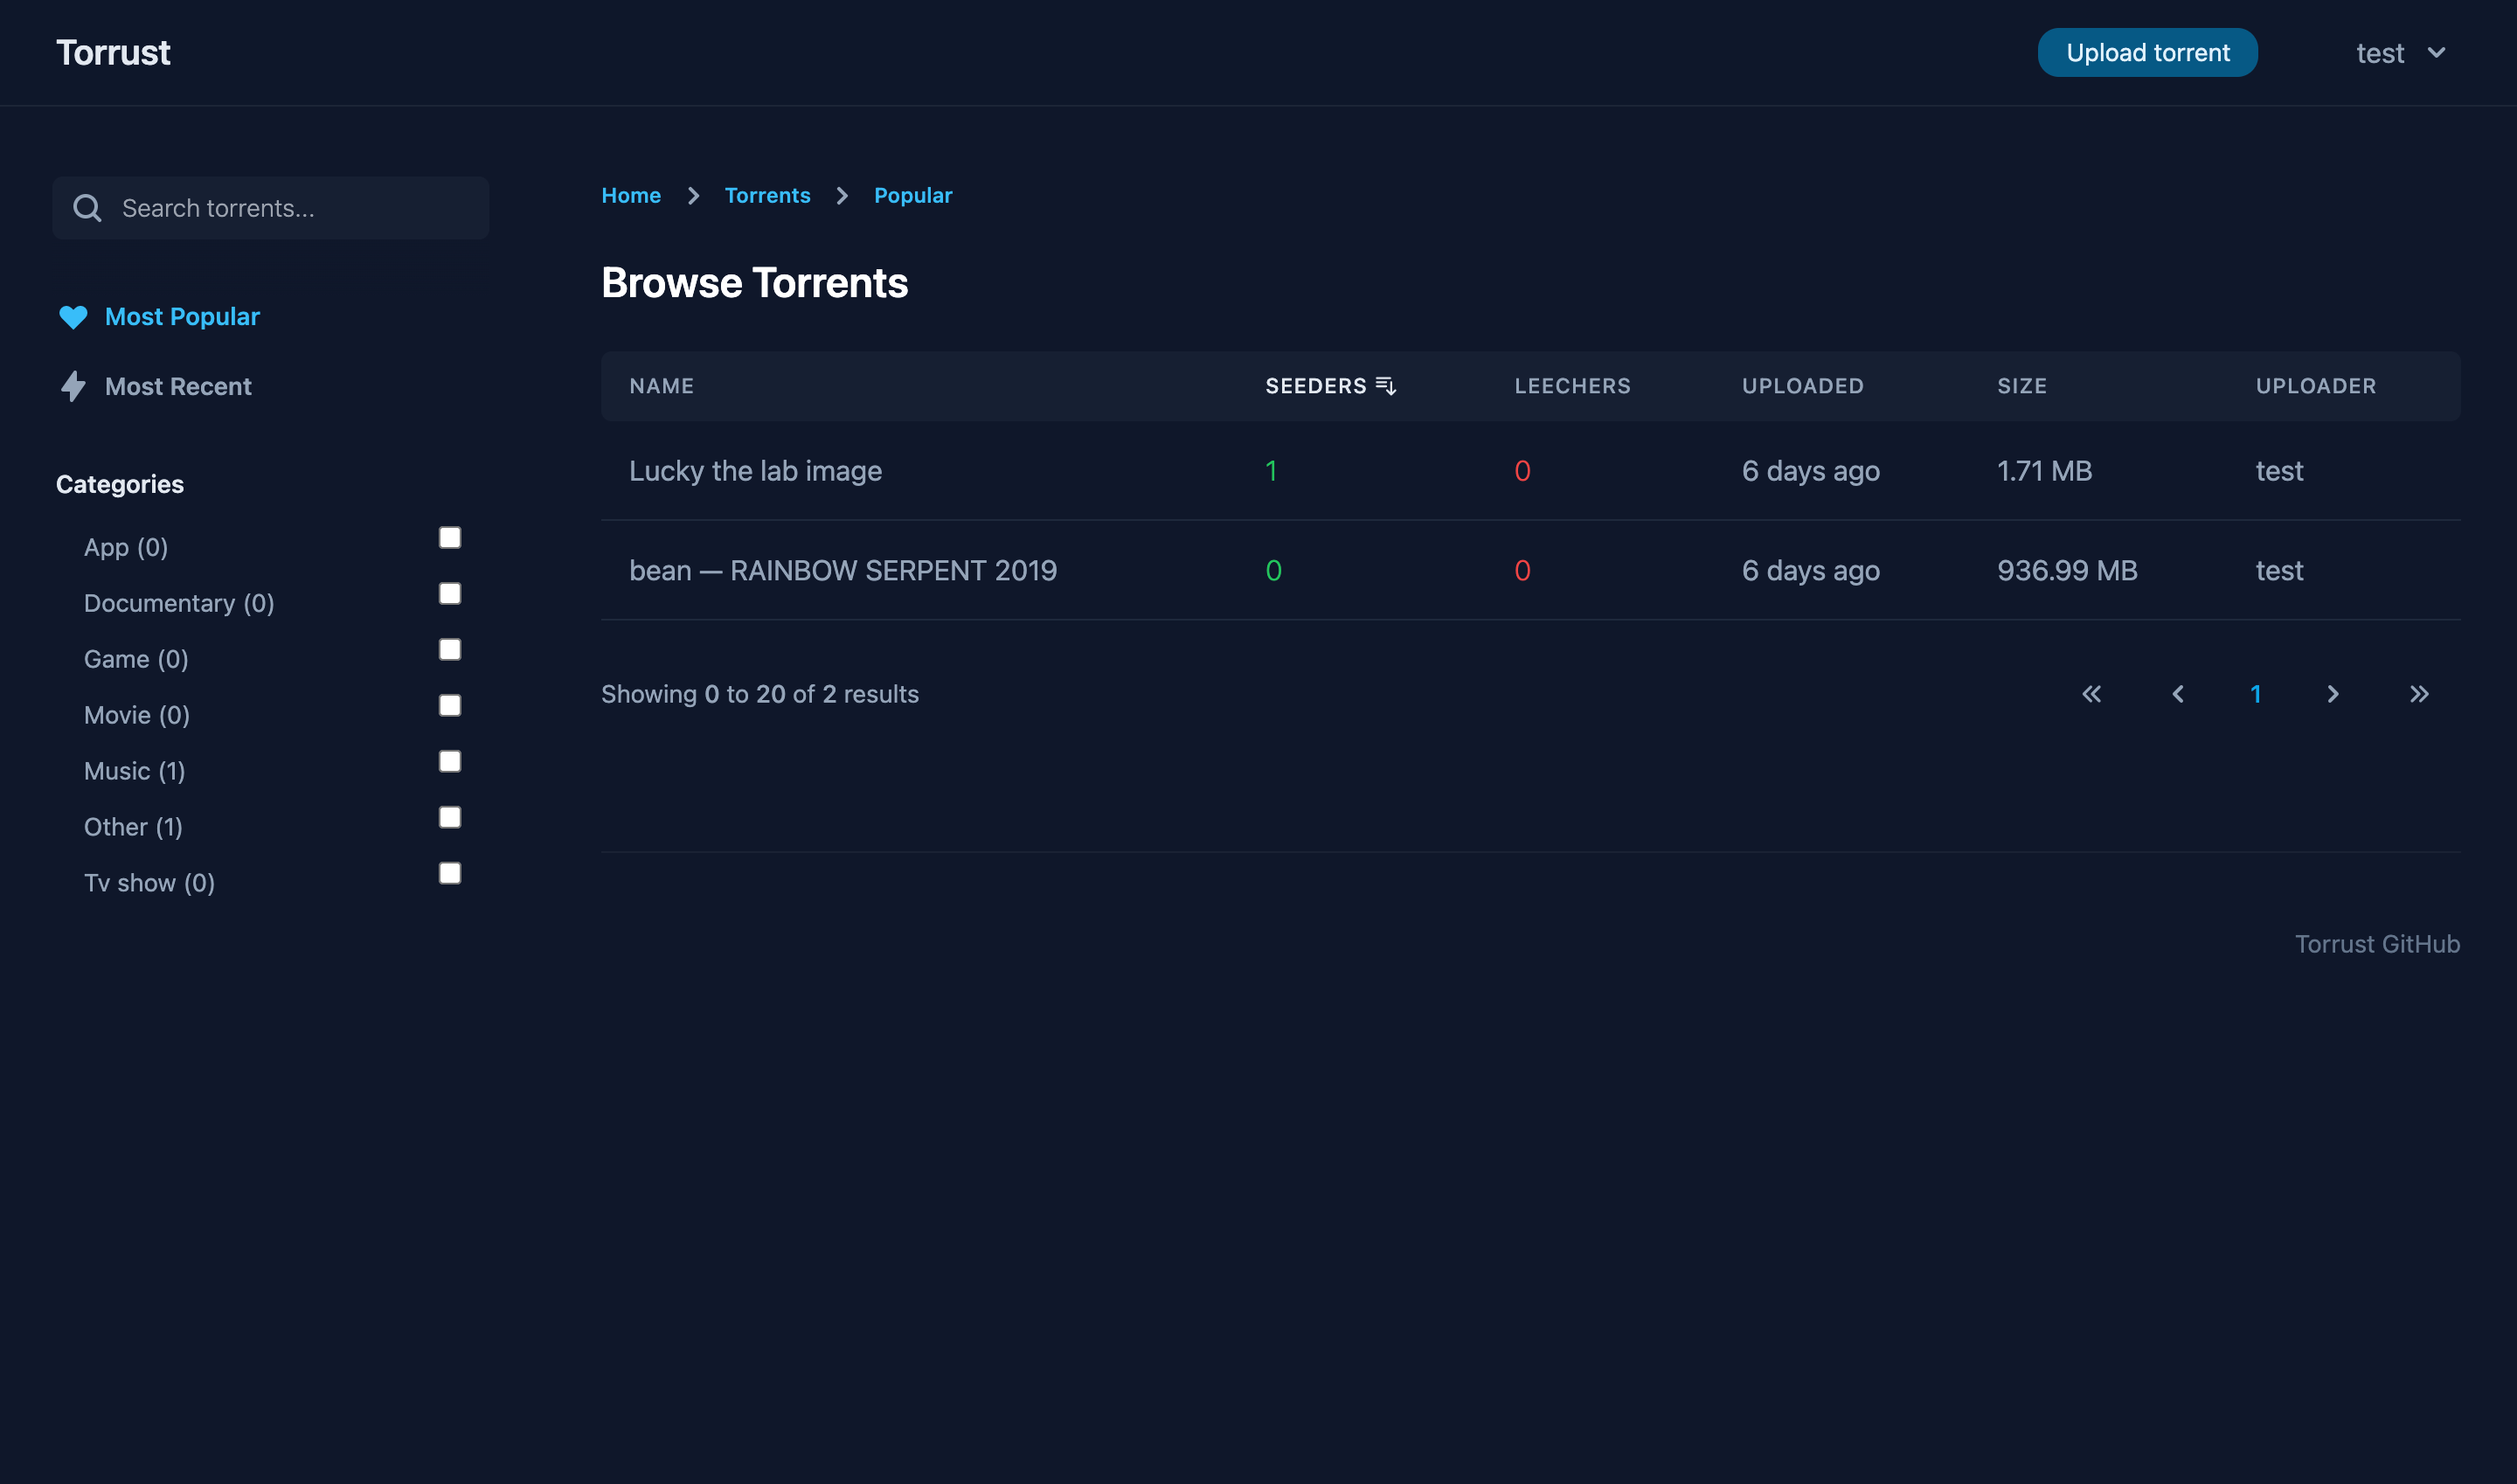 Torrust
Upload torrent
test
Search torrents...
Most Popular
Most Recent
Categories
App (0)
Documentary (0)
Game (0)
Movie (0)
Music (1)
Other (1)
Tv show (0)
Home Torrents Popular
Browse Torrents
NAME SEEDERS LEECHERS UPLOADED SIZE UPLOADER
Lucky the lab image 1 0 6 days ago 1.71 MB test
bean — RAINBOW SERPENT 2019 0 0 6 days ago 936.99 MB test
Showing 0 to 20 of 2 results
1
Torrust GitHub